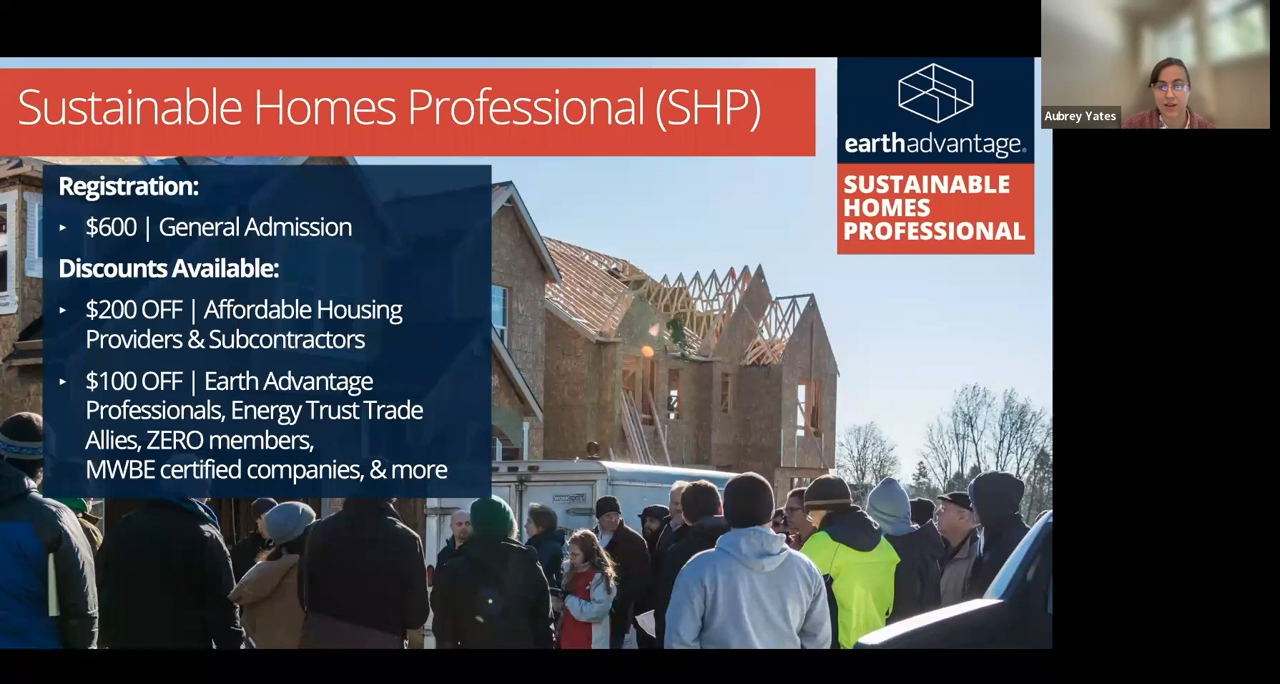 Sustainable Homes Professional (SHP)
earthadvantage®
SUSTAINABLE
HOMES
PROFESSIONAL
Aubrey Yates
Registration:
‣ $600 | General Admission
Discounts Available:
‣ $200 OFF | Affordable Housing
Providers & Subcontractors
‣ $100 OFF | Earth Advantage
Professionals, Energy Trust Trade
Allies, ZERO members,
MWBE certified companies, & more